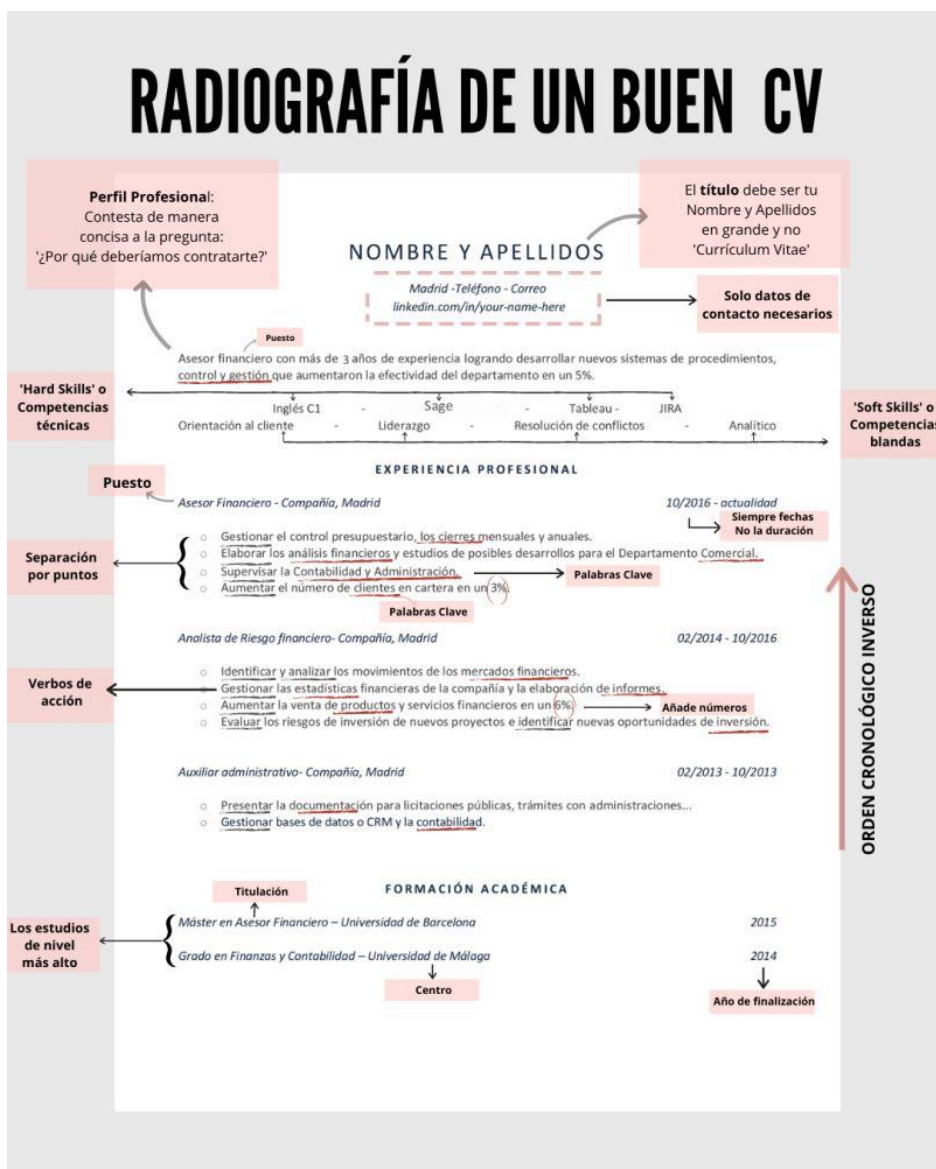 RADIOGRAFÍA DE UN BUEN CV
Perfil Profesional:
Contesta de manera
concisa a la pregunta:
'¿Por qué deberíamos contratarte?'
El título debe ser tu
Nombre y Apellidos
en grande y no
'Currículum Vitae'
NOMBRE Y APELLIDOS
Madrid -Teléfono - Correo
linkedin.com/in/your-name-here
Solo datos de
contacto necesarios
Puesto
Asesor financiero con más de 3 años de experiencia logrando desarrollar nuevos sistemas de procedimientos,
control y gestión que aumentaron la efectividad del departamento en un 5%.
'Hard Skills' o
Competencias
técnicas
Inglés C1 - Sage - Tableau - JIRA
Orientación al cliente - Liderazgo - Resolución de conflictos - Analítico
'Soft Skills' o
Competencias
blandas
EXPERIENCIA PROFESIONAL
Puesto
Asesor Financiero - Compañía, Madrid 10/2016 - actualidad
Siempre fechas
No la duración
Separación
por puntos
○ Gestionar el control presupuestario, los cierres mensuales y anuales.
○ Elaborar los análisis financieros y estudios de posibles desarrollos para el Departamento Comercial.
○ Supervisar la Contabilidad y Administración.
Palabras Clave
○ Aumentar el número de clientes en cartera en un 3%.
Palabras Clave
ORDEN CRONOLÓGICO INVERSO
Analista de Riesgo financiero- Compañía, Madrid 02/2014 - 10/2016
Verbos de
acción
○ Identificar y analizar los movimientos de los mercados financieros.
○ Gestionar las estadísticas financieras de la compañía y la elaboración de informes.
○ Aumentar la venta de productos y servicios financieros en un 6%.
Añade números
○ Evaluar los riesgos de inversión de nuevos proyectos e identificar nuevas oportunidades de inversión.
Auxiliar administrativo- Compañía, Madrid 02/2013 - 10/2013
○ Presentar la documentación para licitaciones públicas, trámites con administraciones...
○ Gestionar bases de datos o CRM y la contabilidad.
FORMACIÓN ACADÉMICA
Titulación
Los estudios
de nivel
más alto
Máster en Asesor Financiero – Universidad de Barcelona 2015
Grado en Finanzas y Contabilidad – Universidad de Málaga 2014
Centro
Año de finalización